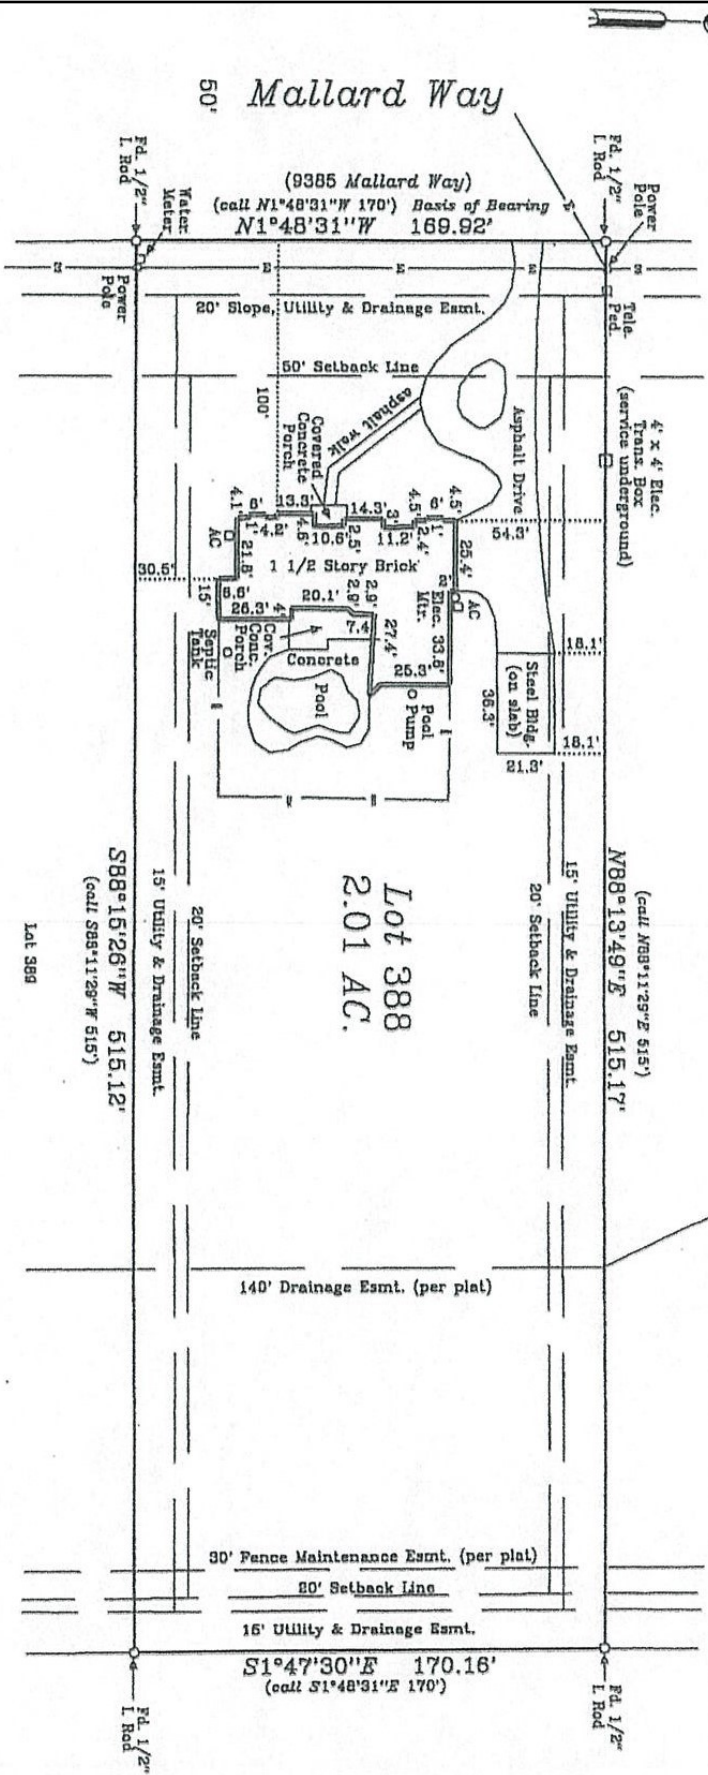 50' Mallard Way
Fd. 1/2"
I. Rod
Water
Meter
(9385 Mallard Way)
(call N1°48'31"W 170') Basis of Bearing
N1°48'31"W 169.92'
Fd. 1/2"
I. Rod
Power
Pole
Power
Pole
20' Slope, Utility & Drainage Esmt.
Tele.
Ped.
50' Setback Line
100'
asphalt walk
Asphalt Drive
4' x 4' Elec.
Trans. Box
(service underground)
Covered
Concrete
Porch
4.1'
6'
1'
4'
2'
13.5'
4.6'
10.6'
2.5'
14.3'
3'
11.2'
4.5'
2.4'
6'
1'
4.5'
54.3'
AC
21.8'
1 1/2 Story Brick
25.4'
30.5'
15'
8.6'
26.3'
4'
20.1'
2.9'
2.9'
7.4'
27.4'
Elec.
Mtr.
2'
AC
33.8'
25.3'
Septic
Tank
Cov.
Conc.
Porch
Concrete
Pool
Pool
Pump
Steel Bldg.
(on slab)
36.3'
18.1'
18.1'
21.3'
Lot 388
2.01 AC.
(call N88°11'29"E 515')
N88°13'49"E 515.17'
15' Utility & Drainage Esmt.
20' Setback Line
20' Setback Line
15' Utility & Drainage Esmt.
S88°15'26"W 515.12'
(call S88°11'29"W 515')
Lot 389
140' Drainage Esmt. (per plat)
30' Fence Maintenance Esmt. (per plat)
20' Setback Line
15' Utility & Drainage Esmt.
S1°47'30"E 170.16'
(call S1°48'31"E 170')
Fd. 1/2"
I. Rod
Fd. 1/2"
I. Rod